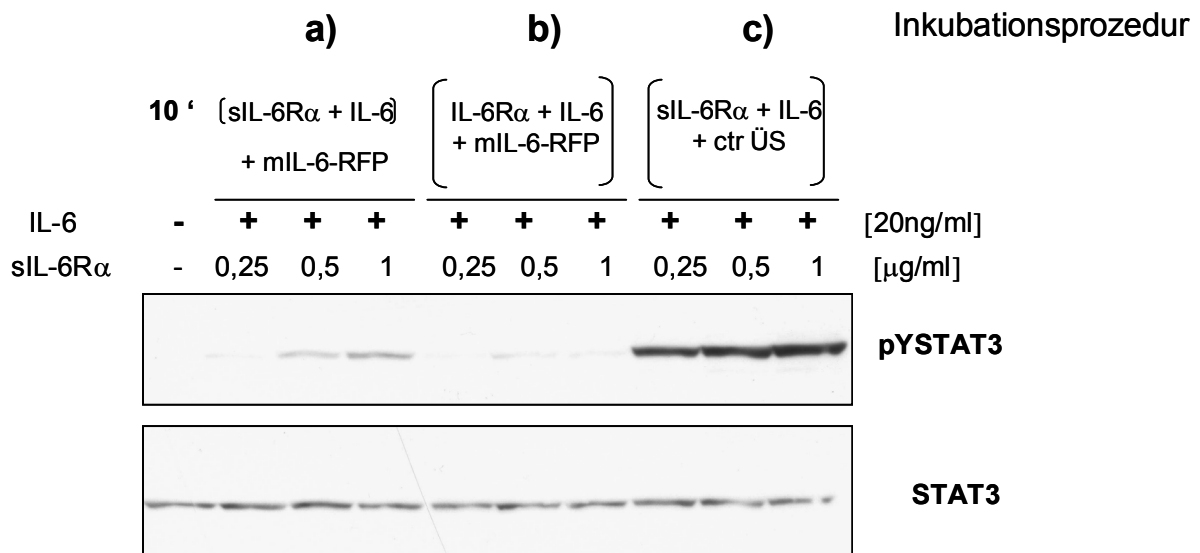 a) b) c) Inkubationsprozedur
10 ‘ (sIL-6Rα + IL-6) IL-6Rα + IL-6 sIL-6Rα + IL-6
+ mIL-6-RFP + mIL-6-RFP + ctr ÜS
IL-6 - + + + + + + + + + [20ng/ml]
sIL-6Rα - 0,25 0,5 1 0,25 0,5 1 0,25 0,5 1 [µg/ml]
pYSTAT3
STAT3